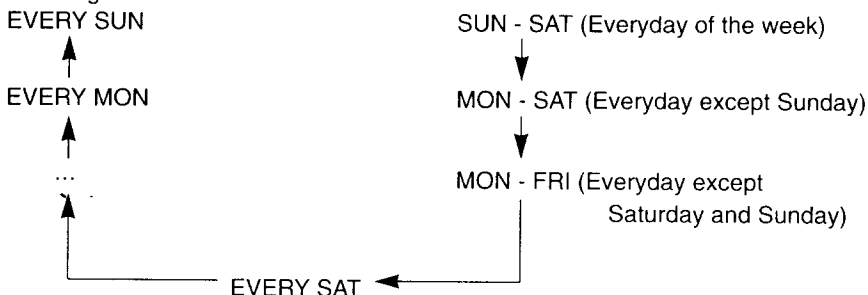 EVERY SUN
SUN - SAT (Everyday of the week)
EVERY MON
MON - SAT (Everyday except Sunday)
...
MON - FRI (Everyday except
Saturday and Sunday)
EVERY SAT